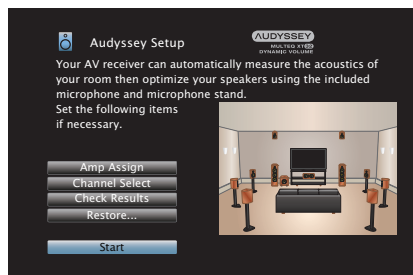 Audyssey Setup
AUDYSSEY
MULTEQ XT32
DYNAMIC VOLUME
Your AV receiver can automatically measure the acoustics of
your room then optimize your speakers using the included
microphone and microphone stand.
Set the following items
if necessary.
Amp Assign
Channel Select
Check Results
Restore...
Start